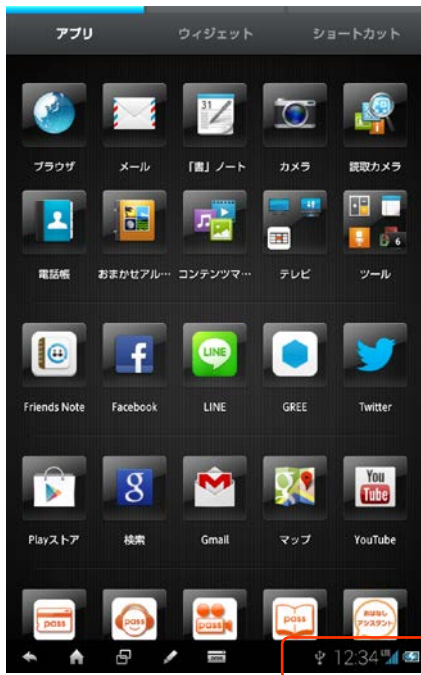 アプリ ウィジェット ショートカット
31
ブラウザ メール 「書」ノート カメラ 読取カメラ
6
電話帳 おまかせアル… コンテンツマ… テレビ ツール
LINE
Friends Note Facebook LINE GREE Twitter
8 You Tube
Playストア 検索 Gmail マップ YouTube
pass pass pass pass おはなし アシスタント
12:34 LTE